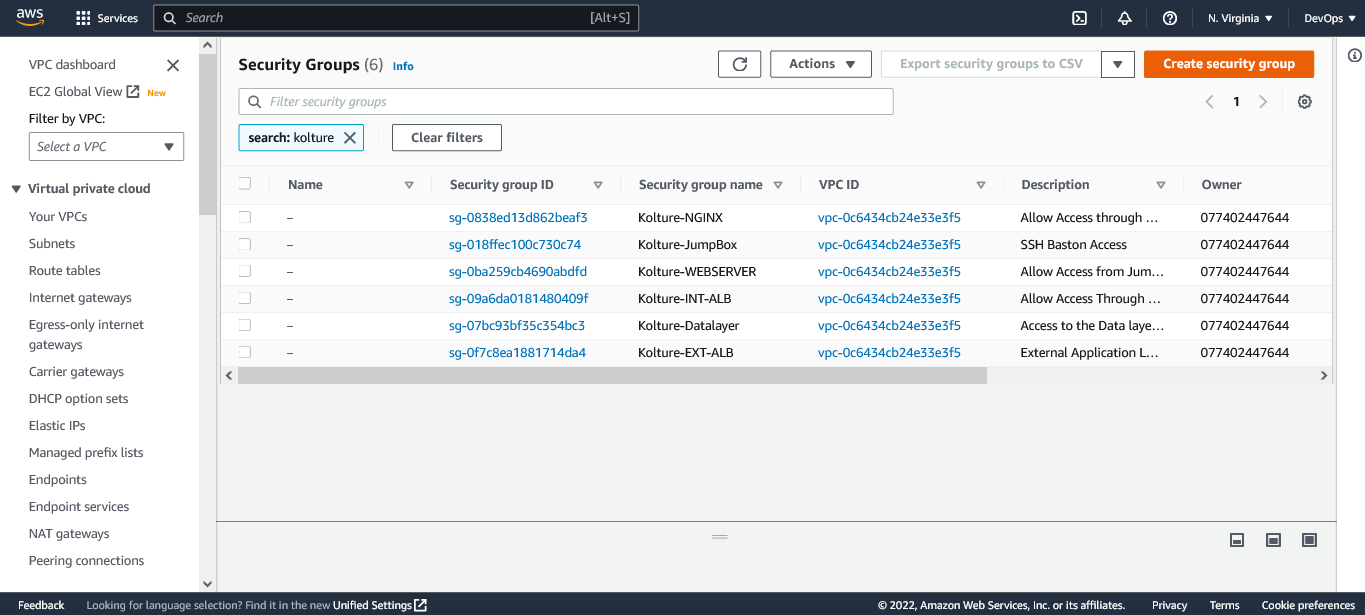 aws Services Search [Alt+S] N. Virginia DevOps
VPC dashboard
EC2 Global View New
Filter by VPC:
Select a VPC
Virtual private cloud
Your VPCs
Subnets
Route tables
Internet gateways
Egress-only internet
gateways
Carrier gateways
DHCP option sets
Elastic IPs
Managed prefix lists
Endpoints
Endpoint services
NAT gateways
Peering connections
Security Groups (6) Info Actions Export security groups to CSV Create security group
Filter security groups 1
search: kolture Clear filters
Name Security group ID Security group name VPC ID Description Owner
– sg-0838ed13d862beaf3 Kolture-NGINX vpc-0c6434cb24e33e3f5 Allow Access through ... 077402447644
– sg-018ffec100c730c74 Kolture-JumpBox vpc-0c6434cb24e33e3f5 SSH Baston Access 077402447644
– sg-0ba259cb4690abdfd Kolture-WEBSERVER vpc-0c6434cb24e33e3f5 Allow Access from Jum... 077402447644
– sg-09a6da0181480409f Kolture-INT-ALB vpc-0c6434cb24e33e3f5 Allow Access Through ... 077402447644
– sg-07bc93bf35c354bc3 Kolture-Datalayer vpc-0c6434cb24e33e3f5 Access to the Data laye... 077402447644
– sg-0f7c8ea1881714da4 Kolture-EXT-ALB vpc-0c6434cb24e33e3f5 External Application L... 077402447644
Feedback Looking for language selection? Find it in the new Unified Settings © 2022, Amazon Web Services, Inc. or its affiliates. Privacy Terms Cookie preferences